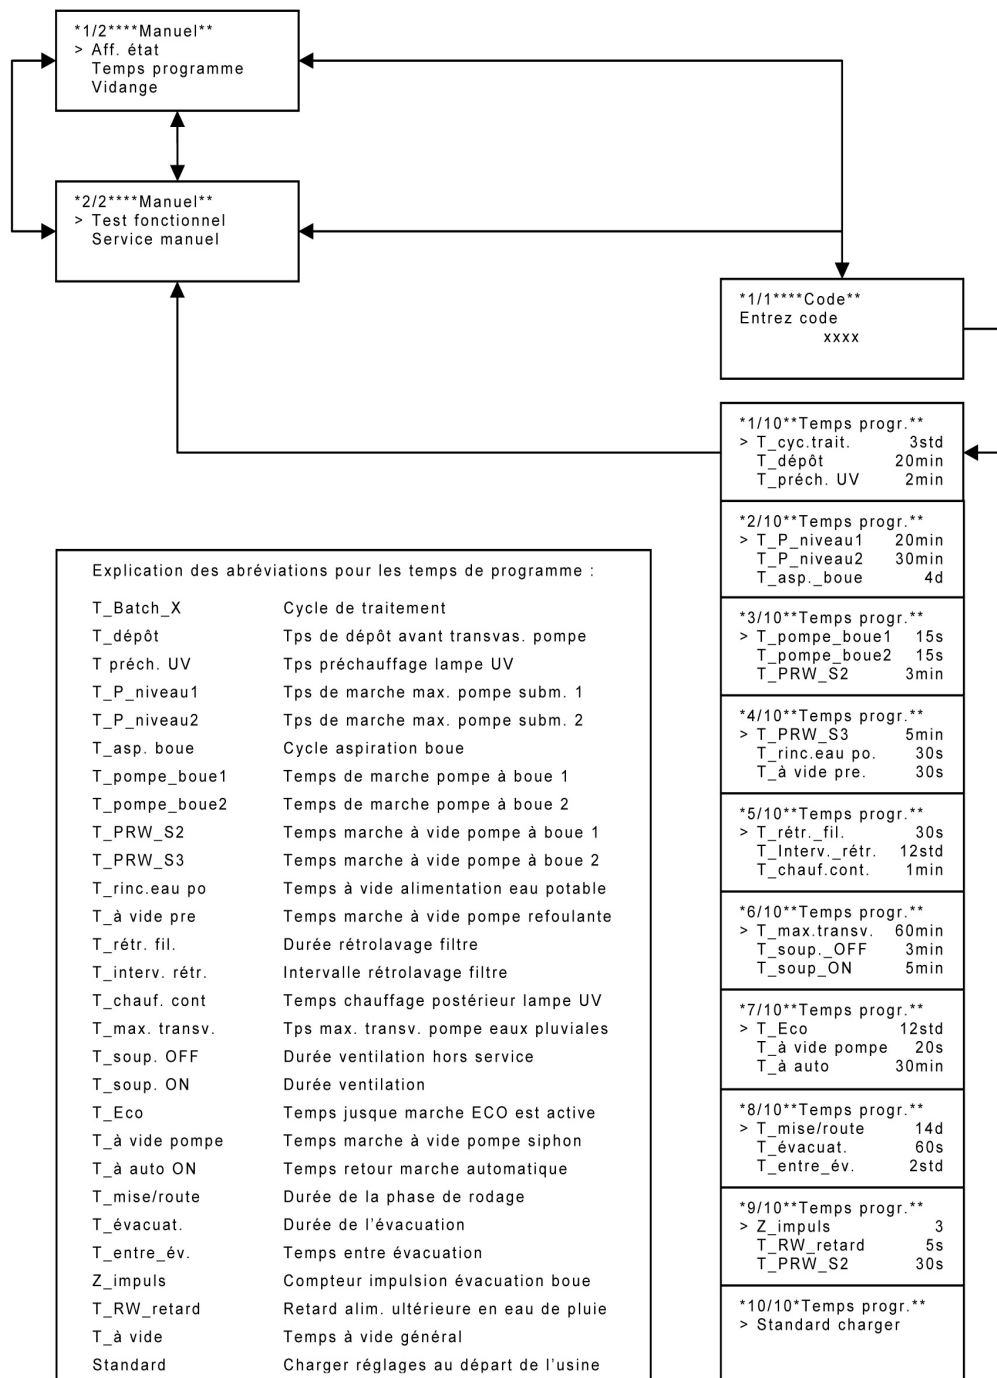 *1/2****Manuel**
> Aff. état
Temps programme
Vidange
*2/2****Manuel**
> Test fonctionnel
Service manuel
*1/1****Code**
Entrez code
xxxx
*1/10**Temps progr.**
> T_cyc.trait. 3std
T_dépôt 20min
T_préch. UV 2min
*2/10**Temps progr.**
> T_P_niveau1 20min
T_P_niveau2 30min
T_asp._boue 4d
*3/10**Temps progr.**
> T_pompe_boue1 15s
T_pompe_boue2 15s
T_PRW_S2 3min
*4/10**Temps progr.**
> T_PRW_S3 5min
T_rinc.eau po. 30s
T_à vide pre. 30s
*5/10**Temps progr.**
> T_rétr._fil. 30s
T_Interv._rétr. 12std
T_chauf.cont. 1min
*6/10**Temps progr.**
> T_max.transv. 60min
T_soup._OFF 3min
T_soup_ON 5min
*7/10**Temps progr.**
> T_Eco 12std
T_à vide pompe 20s
T_à auto 30min
*8/10**Temps progr.**
> T_mise/route 14d
T_évacuat. 60s
T_entre_év. 2std
*9/10**Temps progr.**
> Z_impuls 3
T_RW_retard 5s
T_PRW_S2 30s
*10/10*Temps progr.**
> Standard charger
Explication des abréviations pour les temps de programme :
T_Batch_X Cycle de traitement
T_dépôt Tps de dépôt avant transvas. pompe
T préch. UV Tps préchauffage lampe UV
T_P_niveau1 Tps de marche max. pompe subm. 1
T_P_niveau2 Tps de marche max. pompe subm. 2
T_asp. boue Cycle aspiration boue
T_pompe_boue1 Temps de marche pompe à boue 1
T_pompe_boue2 Temps de marche pompe à boue 2
T_PRW_S2 Temps marche à vide pompe à boue 1
T_PRW_S3 Temps marche à vide pompe à boue 2
T_rinc.eau po Temps à vide alimentation eau potable
T_à vide pre Temps marche à vide pompe refoulante
T_rétr. fil. Durée rétrolavage filtre
T_interv. rétr. Intervalle rétrolavage filtre
T_chauf. cont Temps chauffage postérieur lampe UV
T_max. transv. Tps max. transv. pompe eaux pluviales
T_soup. OFF Durée ventilation hors service
T_soup. ON Durée ventilation
T_Eco Temps jusque marche ECO est active
T_à vide pompe Temps marche à vide pompe siphon
T_à auto ON Temps retour marche automatique
T_mise/route Durée de la phase de rodage
T_évacuat. Durée de l'évacuation
T_entre_év. Temps entre évacuation
Z_impuls Compteur impulsion évacuation boue
T_RW_retard Retard alim. ultérieure en eau de pluie
T_à vide Temps à vide général
Standard Charger réglages au départ de l'usine